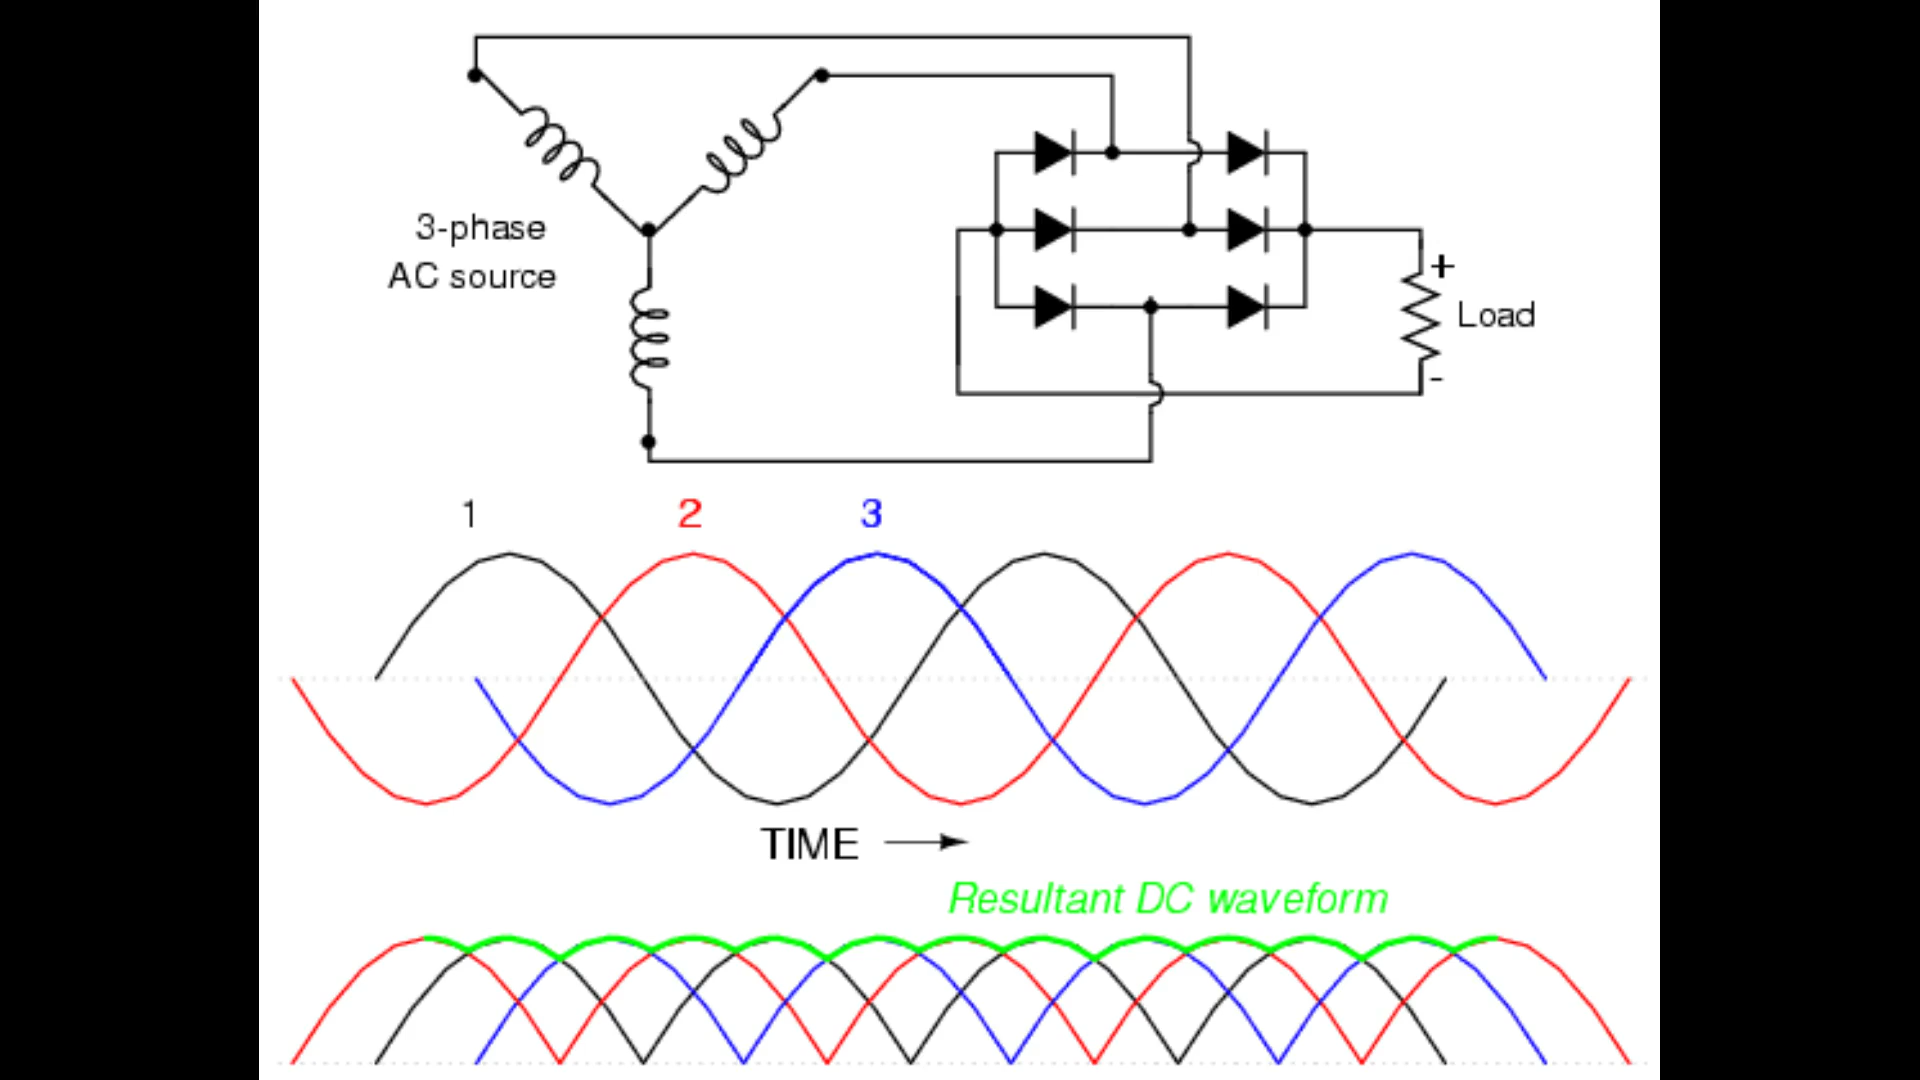 3-phase
AC source
+
Load
-
1 2 3
TIME
Resultant DC waveform